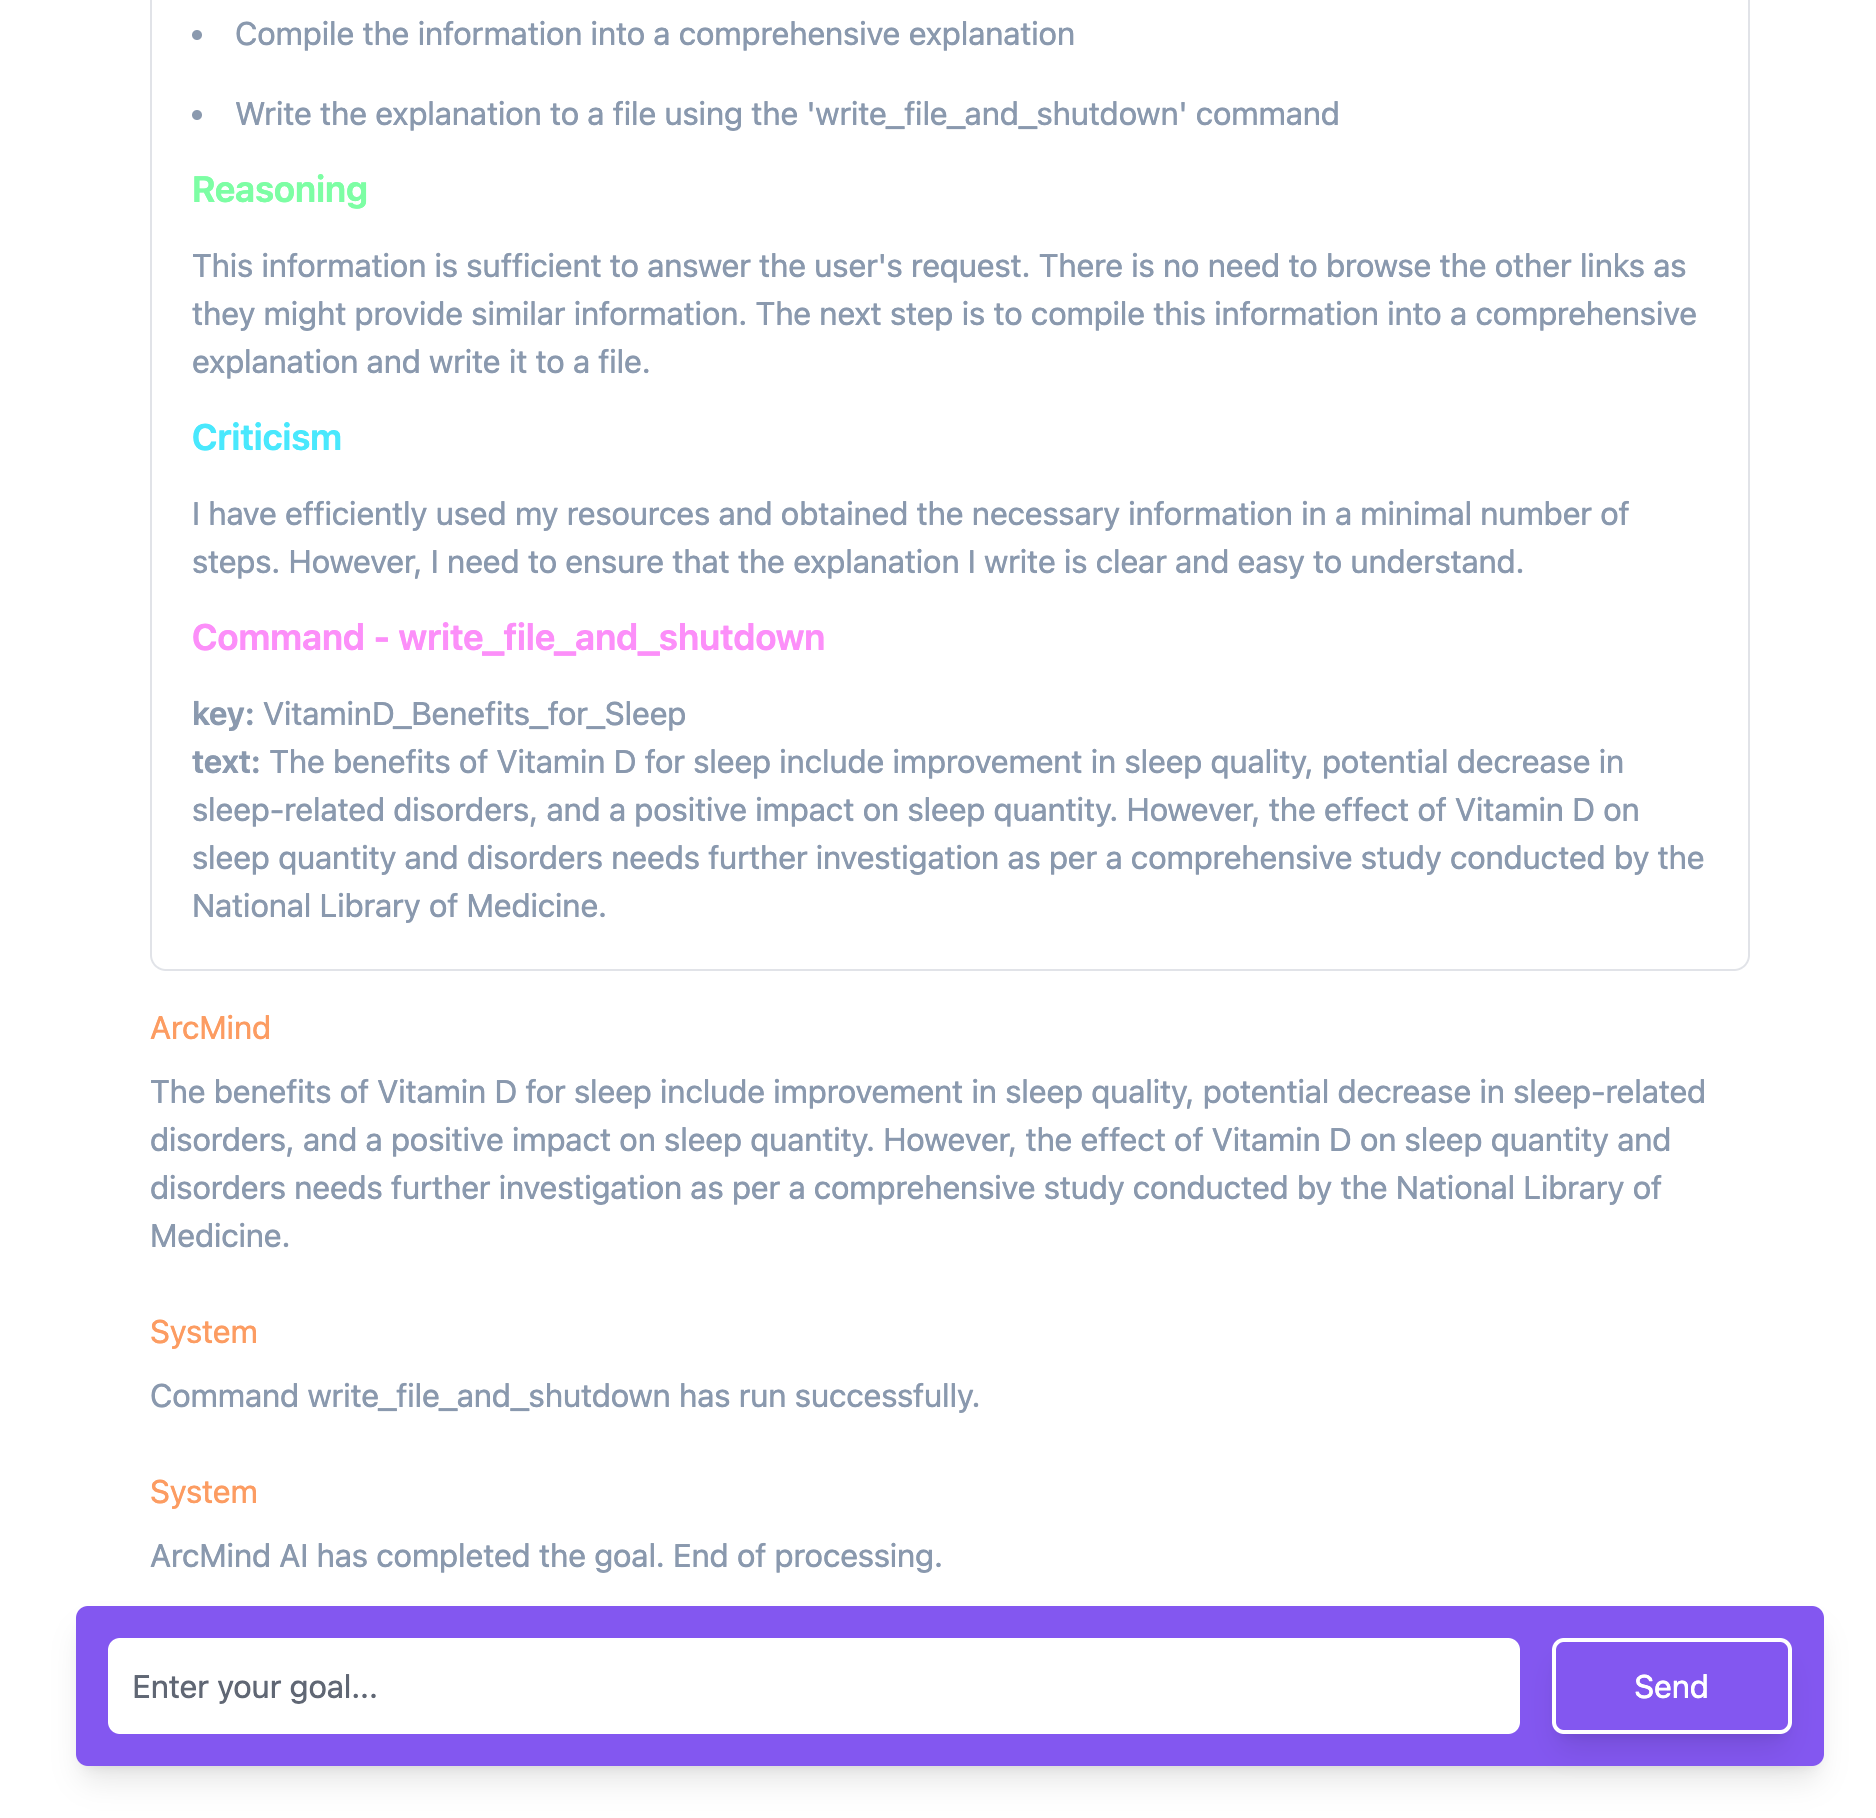 • Compile the information into a comprehensive explanation
• Write the explanation to a file using the 'write_file_and_shutdown' command
Reasoning
This information is sufficient to answer the user's request. There is no need to browse the other links as
they might provide similar information. The next step is to compile this information into a comprehensive
explanation and write it to a file.
Criticism
I have efficiently used my resources and obtained the necessary information in a minimal number of
steps. However, I need to ensure that the explanation I write is clear and easy to understand.
Command - write_file_and_shutdown
key: VitaminD_Benefits_for_Sleep
text: The benefits of Vitamin D for sleep include improvement in sleep quality, potential decrease in
sleep-related disorders, and a positive impact on sleep quantity. However, the effect of Vitamin D on
sleep quantity and disorders needs further investigation as per a comprehensive study conducted by the
National Library of Medicine.
ArcMind
The benefits of Vitamin D for sleep include improvement in sleep quality, potential decrease in sleep-related
disorders, and a positive impact on sleep quantity. However, the effect of Vitamin D on sleep quantity and
disorders needs further investigation as per a comprehensive study conducted by the National Library of
Medicine.
System
Command write_file_and_shutdown has run successfully.
System
ArcMind AI has completed the goal. End of processing.
Enter your goal...
Send